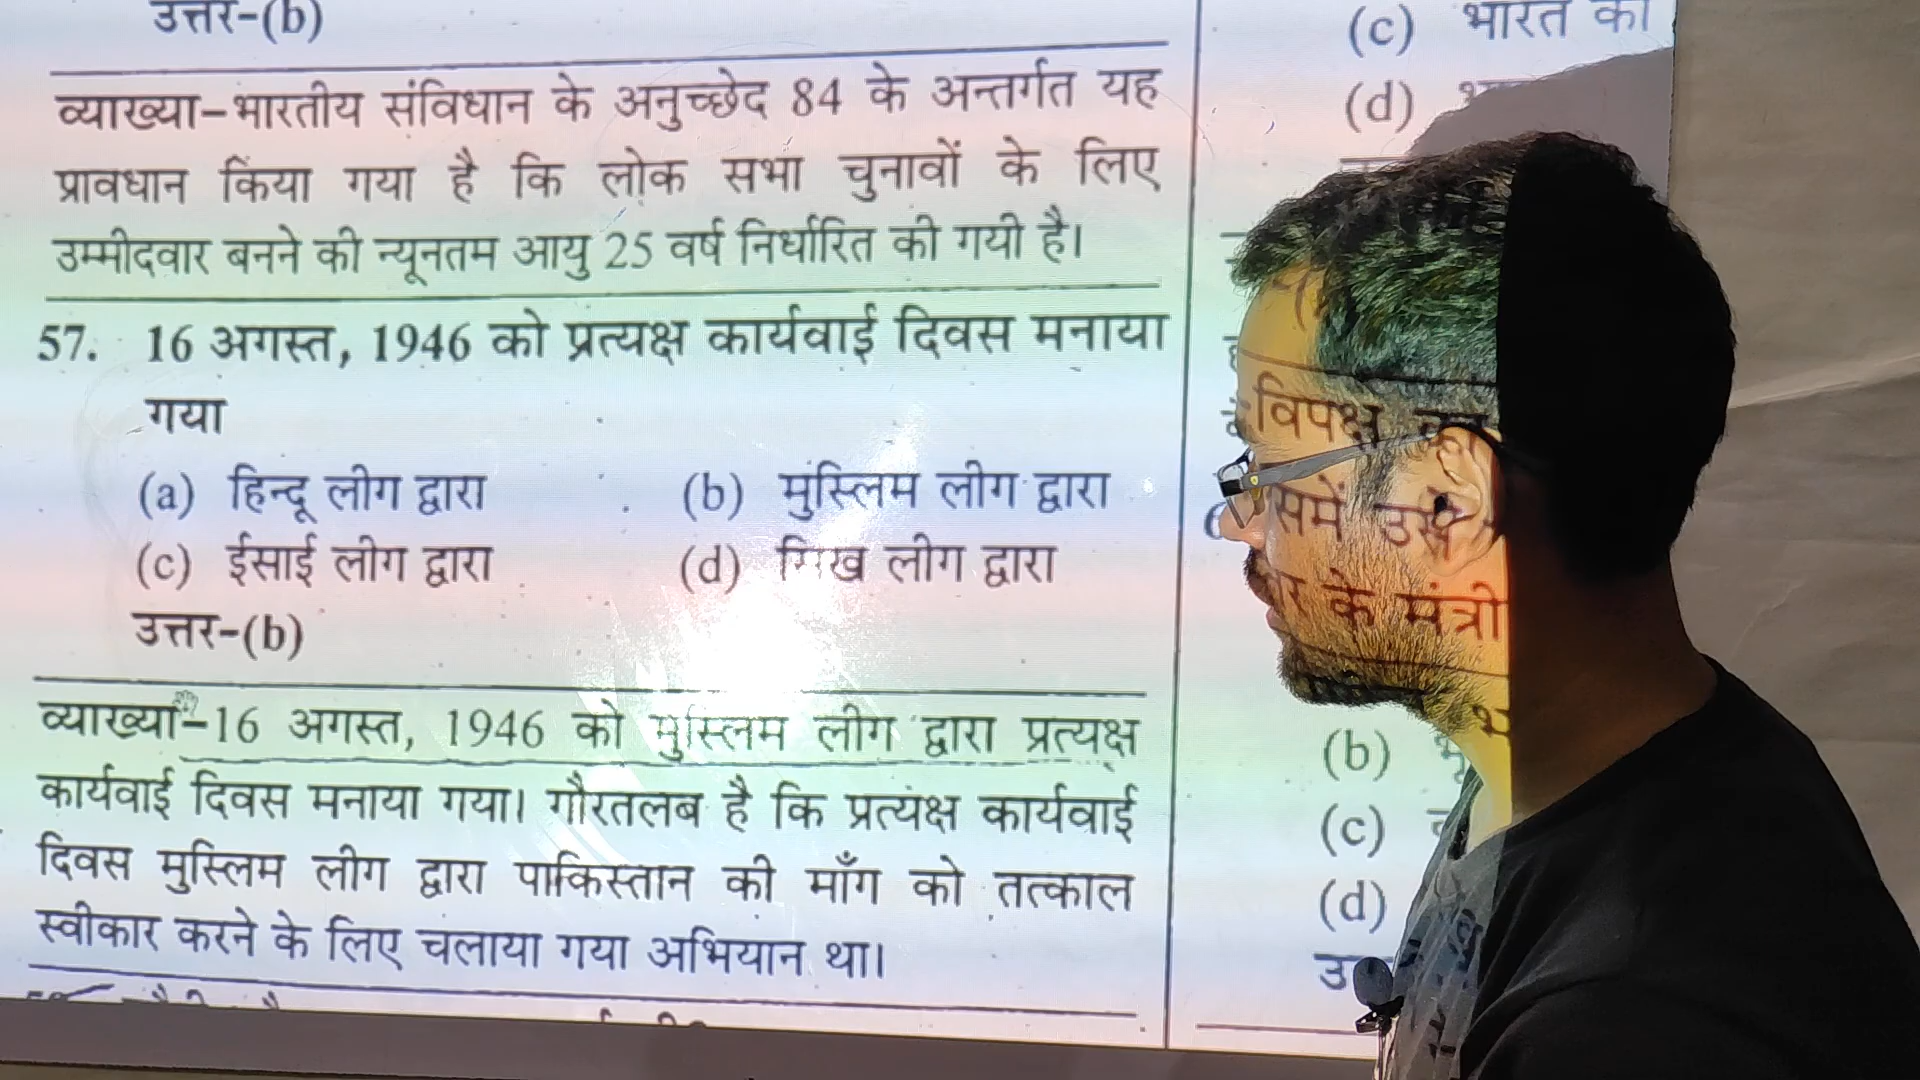 उत्तर-(b)
व्याख्या-भारतीय संविधान के अनुच्छेद 84 के अन्तर्गत यह
प्रावधान किया गया है कि लोक सभा चुनावों के लिए
उम्मीदवार बनने की न्यूनतम आयु 25 वर्ष निर्धारित की गयी है।
57. 16 अगस्त, 1946 को प्रत्यक्ष कार्यवाई दिवस मनाया
गया
(a) हिन्दू लीग द्वारा (b) मुस्लिम लीग द्वारा
(c) ईसाई लीग द्वारा (d) सिख लीग द्वारा
उत्तर-(b)
व्याख्या-16 अगस्त, 1946 को मुस्लिम लीग द्वारा प्रत्यक्ष
कार्यवाई दिवस मनाया गया। गौरतलब है कि प्रत्यक्ष कार्यवाई
दिवस मुस्लिम लीग द्वारा पाकिस्तान की माँग को तत्काल
स्वीकार करने के लिए चलाया गया अभियान था।
(c) भारत का
(d)
विपक्ष का
के मंत्री
(b)
(c)
(d)